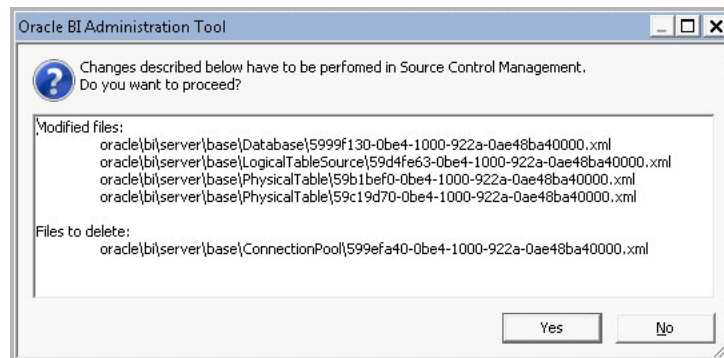 Oracle BI Administration Tool
Changes described below have to be perfomed in Source Control Management.
Do you want to proceed?
Modified files:
oracle\bi\server\base\Database\5999f130-0be4-1000-922a-0ae48ba40000.xml
oracle\bi\server\base\LogicalTableSource\59d4fe63-0be4-1000-922a-0ae48ba40000.xml
oracle\bi\server\base\PhysicalTable\59b1bef0-0be4-1000-922a-0ae48ba40000.xml
oracle\bi\server\base\PhysicalTable\59c19d70-0be4-1000-922a-0ae48ba40000.xml
Files to delete:
oracle\bi\server\base\ConnectionPool\599efa40-0be4-1000-922a-0ae48ba40000.xml
Yes No